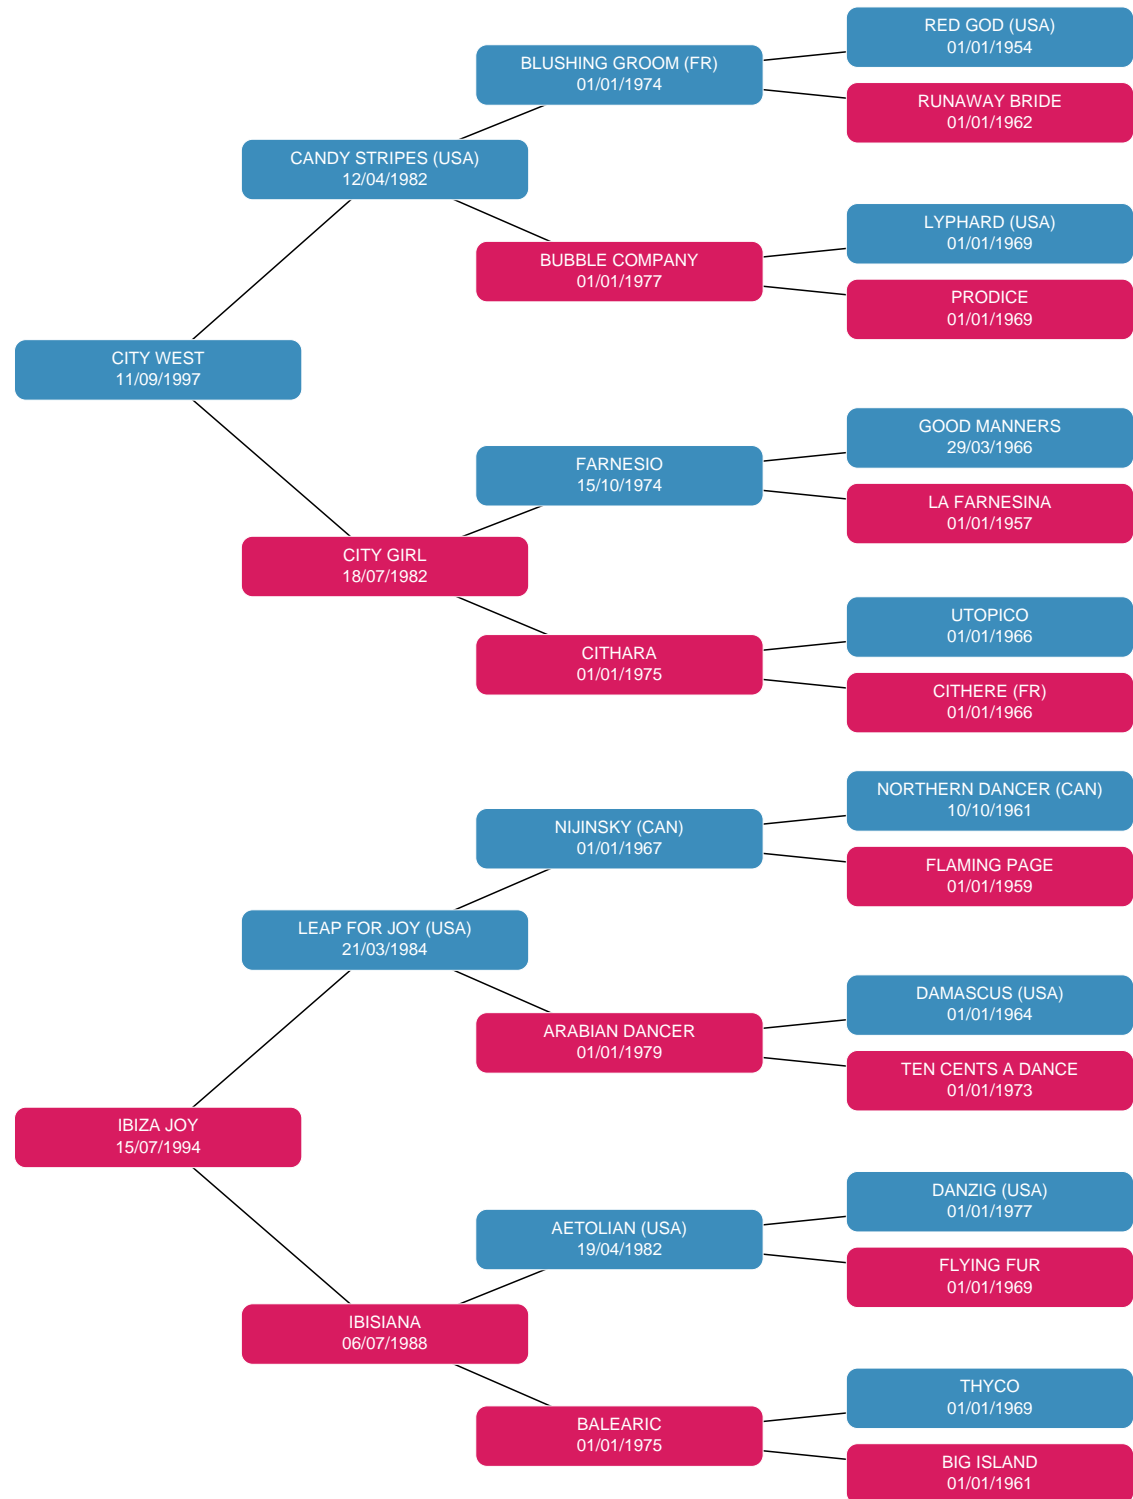 RED GOD (USA)
01/01/1954
BLUSHING GROOM (FR)
01/01/1974
RUNAWAY BRIDE
01/01/1962
CANDY STRIPES (USA)
12/04/1982
LYPHARD (USA)
01/01/1969
BUBBLE COMPANY
01/01/1977
PRODICE
01/01/1969
CITY WEST
11/09/1997
GOOD MANNERS
29/03/1966
FARNESIO
15/10/1974
LA FARNESINA
01/01/1957
CITY GIRL
18/07/1982
UTOPICO
01/01/1966
CITHARA
01/01/1975
CITHERE (FR)
01/01/1966
NORTHERN DANCER (CAN)
10/10/1961
NIJINSKY (CAN)
01/01/1967
FLAMING PAGE
01/01/1959
LEAP FOR JOY (USA)
21/03/1984
DAMASCUS (USA)
01/01/1964
ARABIAN DANCER
01/01/1979
TEN CENTS A DANCE
01/01/1973
IBIZA JOY
15/07/1994
DANZIG (USA)
01/01/1977
AETOLIAN (USA)
19/04/1982
FLYING FUR
01/01/1969
IBISIANA
06/07/1988
THYCO
01/01/1969
BALEARIC
01/01/1975
BIG ISLAND
01/01/1961